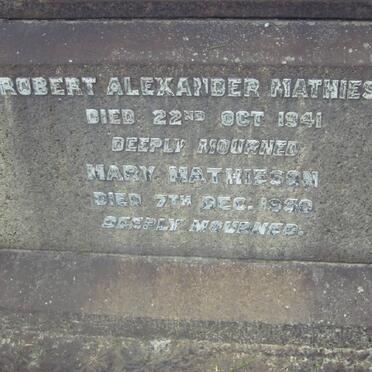 ROBERT ALEXANDER MATHIES
DIED 22ND OCT 1941
DEEPLY MOURNED
MARY MATHIESON
DIED 7TH DEC.
DEEPLY MOURNED.